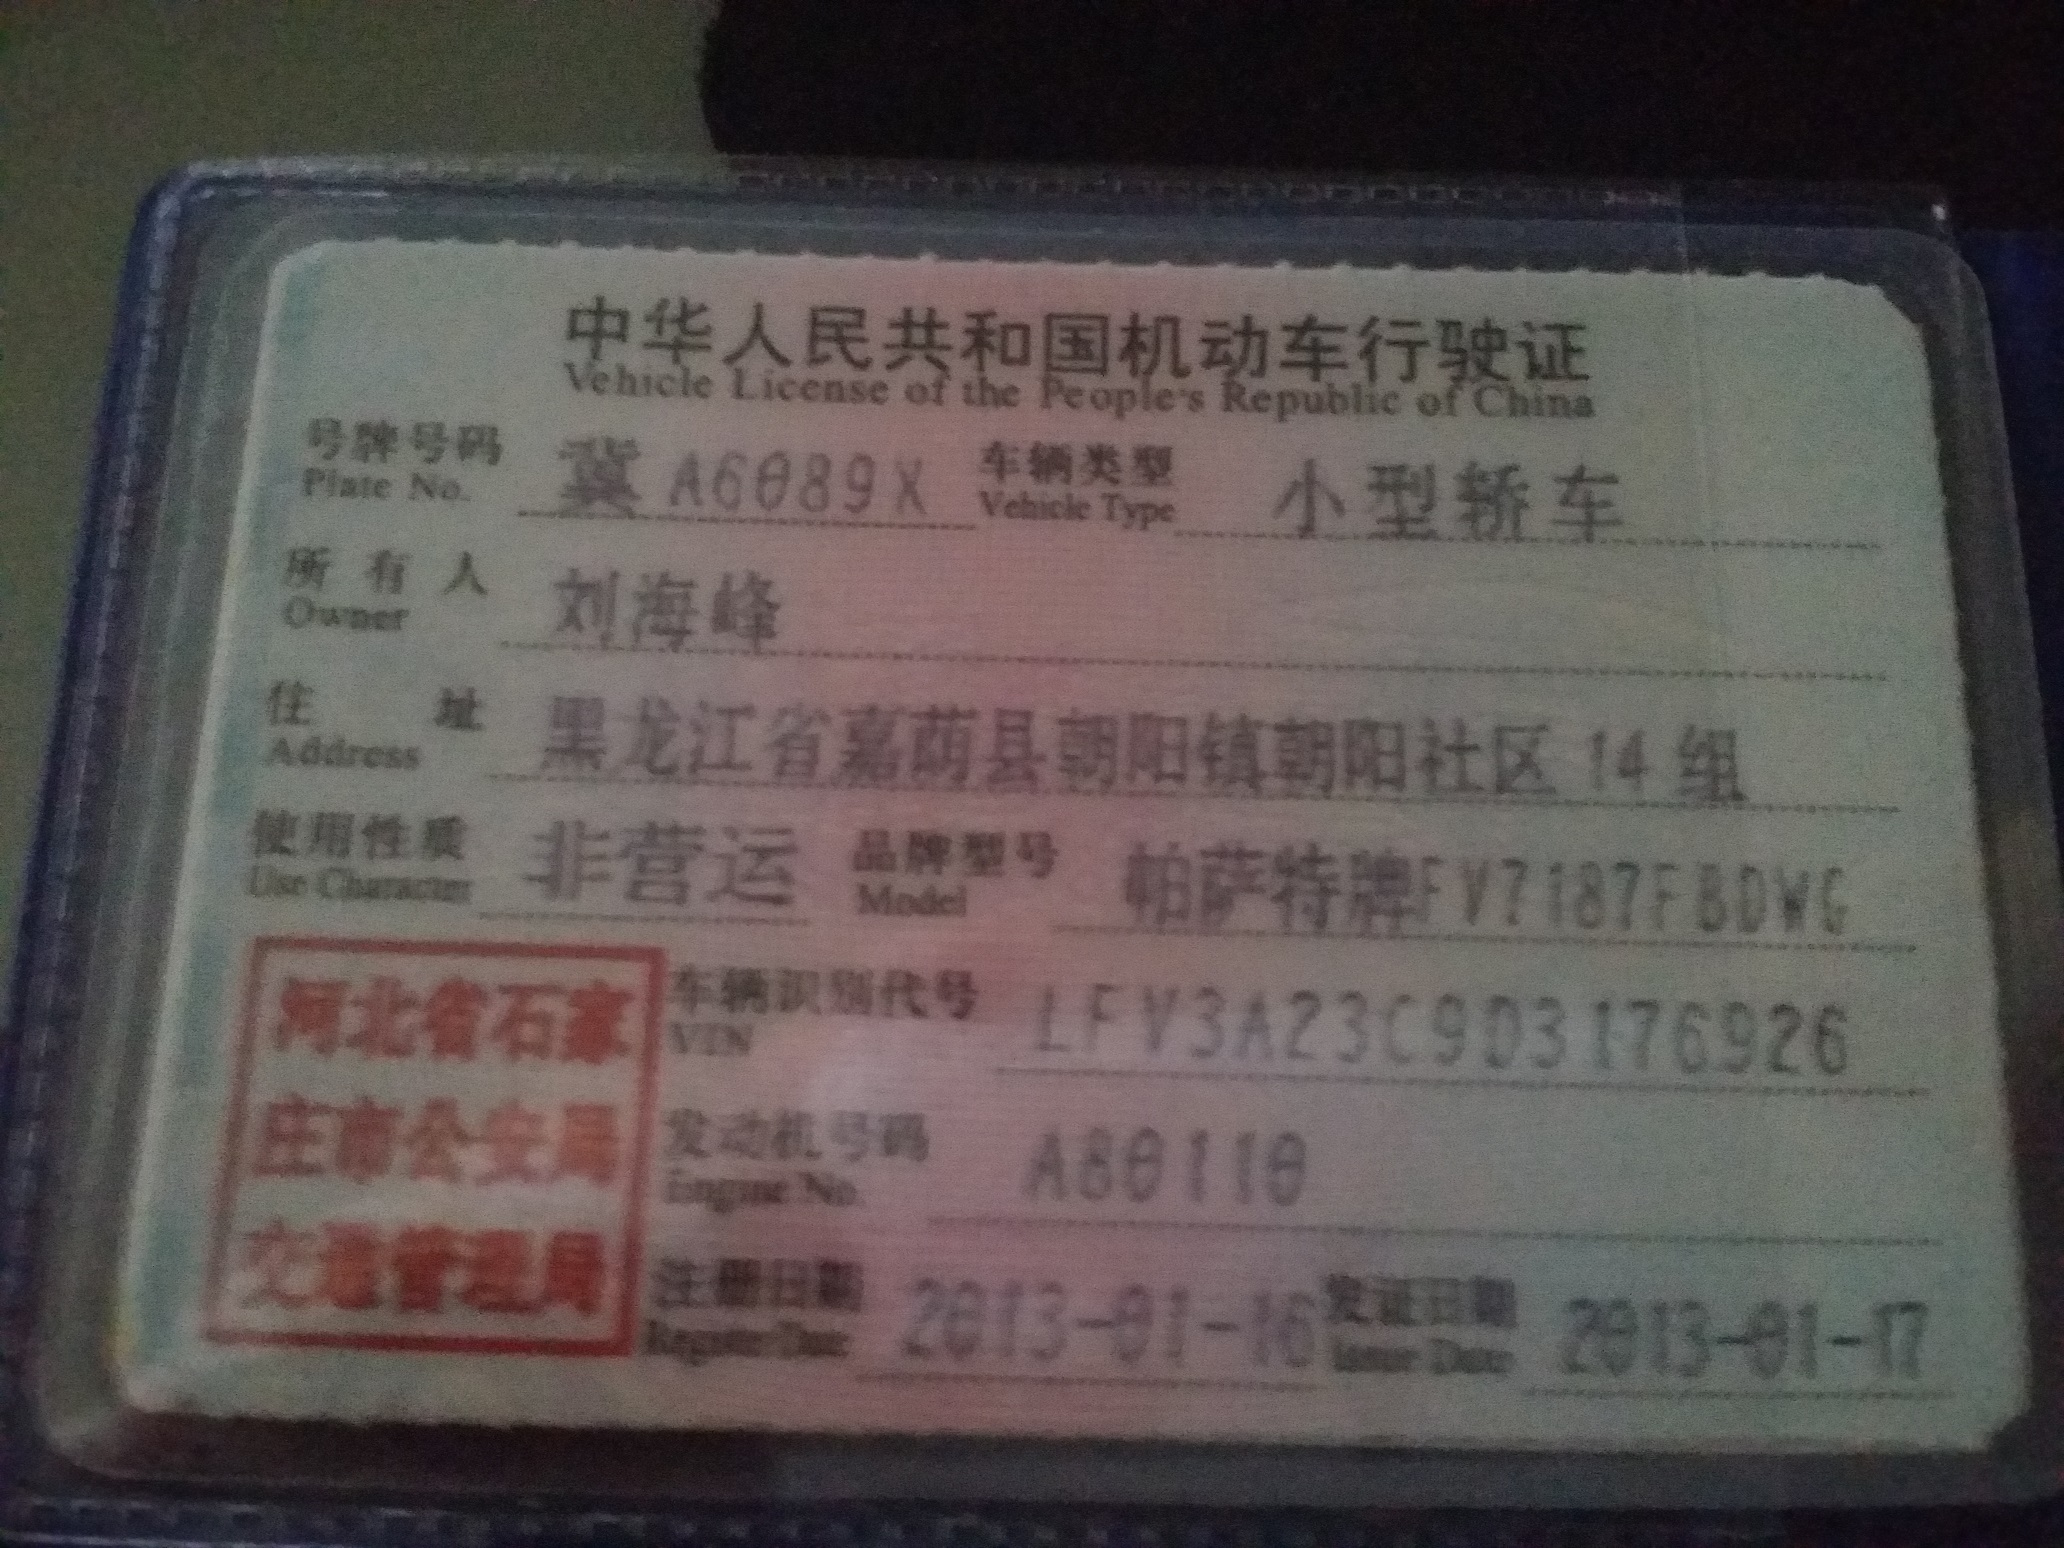 中华人民共和国机动车行驶证
Vehicle License of the People's Republic of China
号牌号码 冀A6089X 车辆类型 小型轿车
Plate No. Vehicle Type
所有人 刘海峰
Owner
住址 黑龙江省嘉荫县朝阳镇朝阳社区14组
Address
使用性质 非营运 品牌型号 帕萨特牌FV7187FBDWG
Use Character Model
车辆识别代号 LFV3A23C9D3176926
VIN
发动机号码 A80110
Engine No.
注册日期 2013-01-16 发证日期 2013-01-17
Register Date Issue Date
河北省石家
庄市公安局
交通管理局